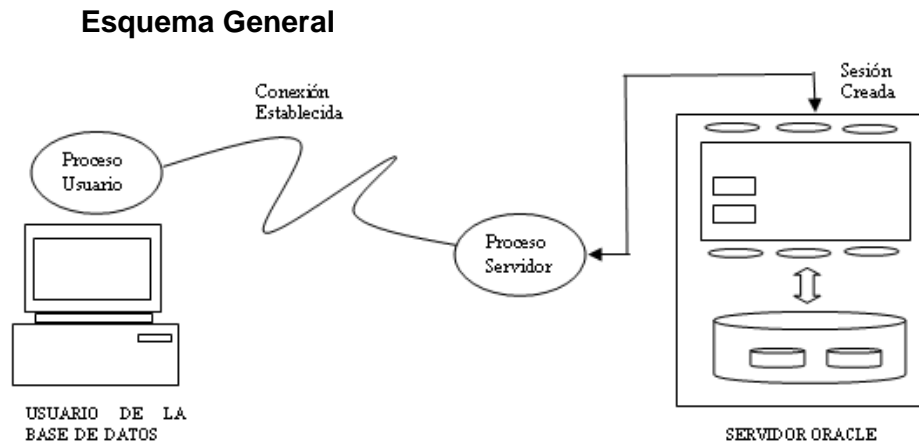 Esquema General
Conexión
Establecida
Sesión
Creada
Proceso
Usuario
Proceso
Servidor
USUARIO DE LA
BASE DE DATOS
SERVIDOR ORACLE